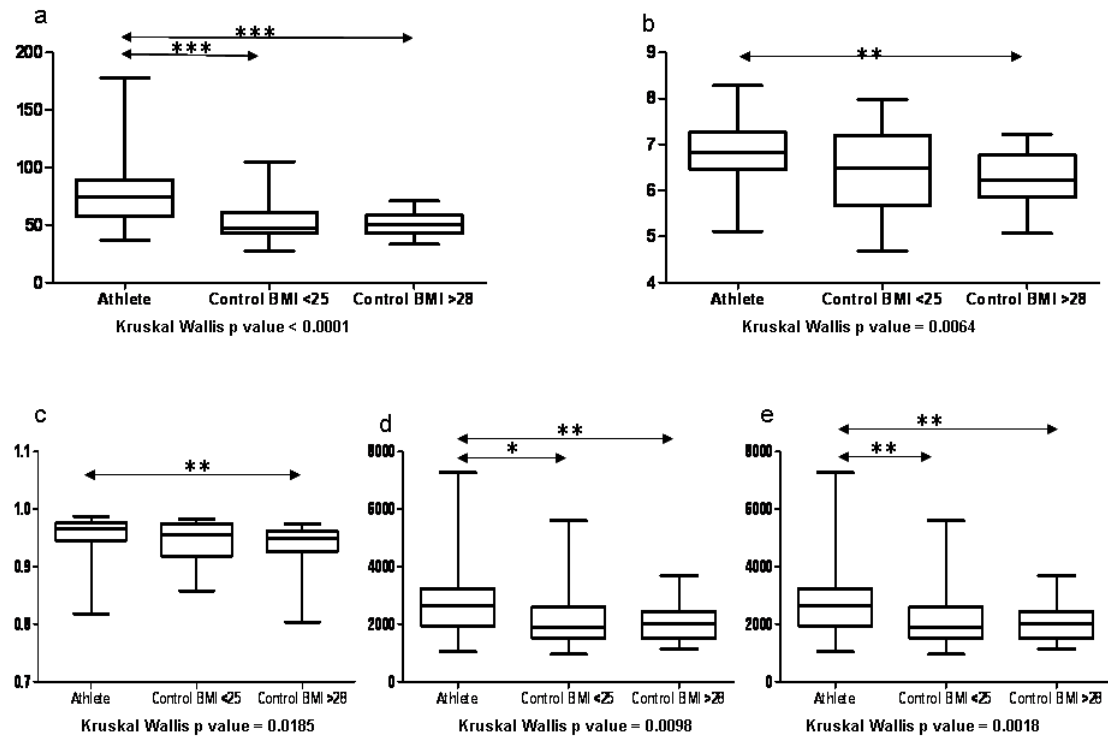 a
*** 
***
200
150
100
50
0
Athlete Control BMI <25 Control BMI >28
Kruskal Wallis p value < 0.0001
b
**
9
8
7
6
5
4
Athlete Control BMI <25 Control BMI >28
Kruskal Wallis p value = 0.0064
c
**
1.1
1.0
0.9
0.8
0.7
Athlete Control BMI <25 Control BMI >28
Kruskal Wallis p value = 0.0185
d
**
*
8000
6000
4000
2000
0
Athlete Control BMI <25 Control BMI >28
Kruskal Wallis p value = 0.0098
e
**
**
8000
6000
4000
2000
0
Athlete Control BMI <25 Control BMI >28
Kruskal Wallis p value = 0.0018